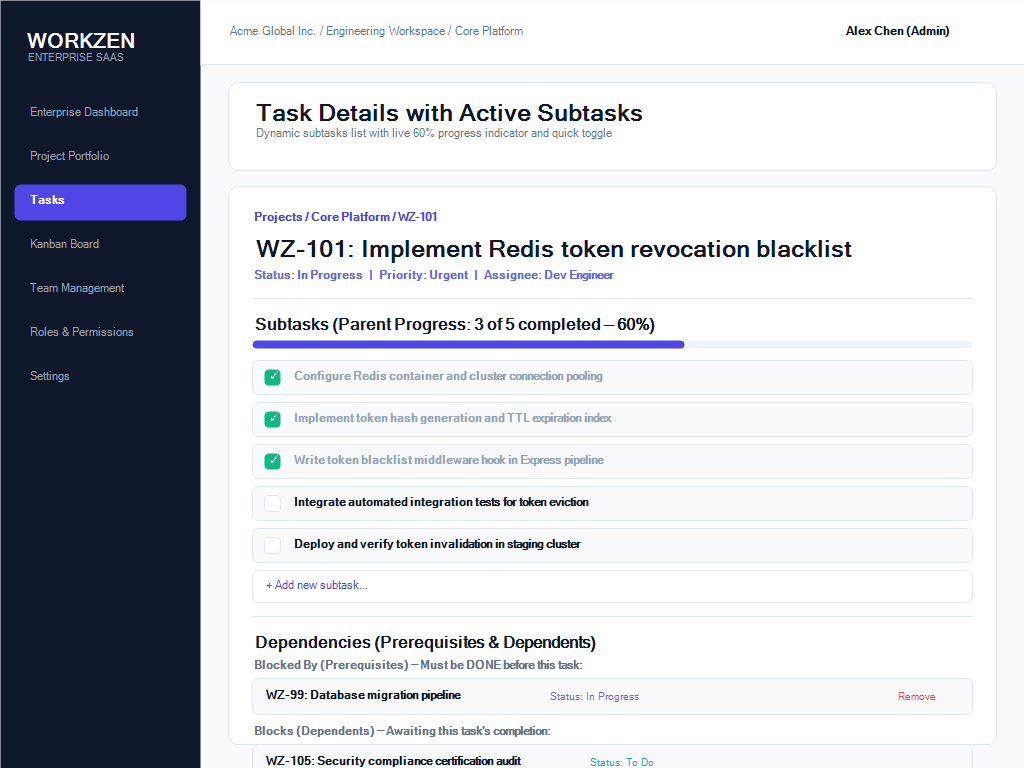 WORKZEN
ENTERPRISE SAAS
Enterprise Dashboard
Project Portfolio
Tasks
Kanban Board
Team Management
Roles & Permissions
Settings
Acme Global Inc. / Engineering Workspace / Core Platform
Alex Chen (Admin)
Task Details with Active Subtasks
Dynamic subtasks list with live 60% progress indicator and quick toggle
Projects / Core Platform / WZ-101
WZ-101: Implement Redis token revocation blacklist
Status: In Progress | Priority: Urgent | Assignee: Dev Engineer
Subtasks (Parent Progress: 3 of 5 completed – 60%)
Configure Redis container and cluster connection pooling
Implement token hash generation and TTL expiration index
Write token blacklist middleware hook in Express pipeline
Integrate automated integration tests for token eviction
Deploy and verify token invalidation in staging cluster
+ Add new subtask...
Dependencies (Prerequisites & Dependents)
Blocked By (Prerequisites) – Must be DONE before this task:
WZ-99: Database migration pipeline Status: In Progress Remove
Blocks (Dependents) – Awaiting this task's completion:
WZ-105: Security compliance certification audit Status: To Do